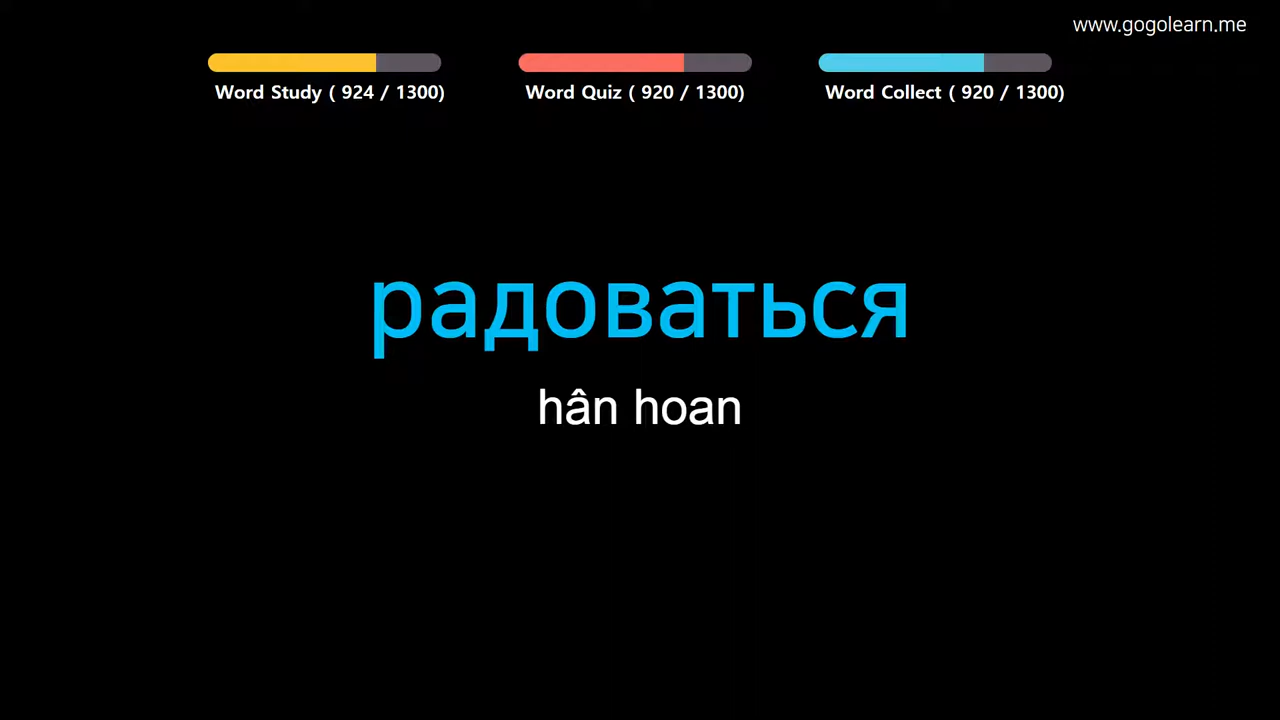 www.gogolearn.me
Word Study ( 924 / 1300)
Word Quiz ( 920 / 1300)
Word Collect ( 920 / 1300)
радоваться
hân hoan